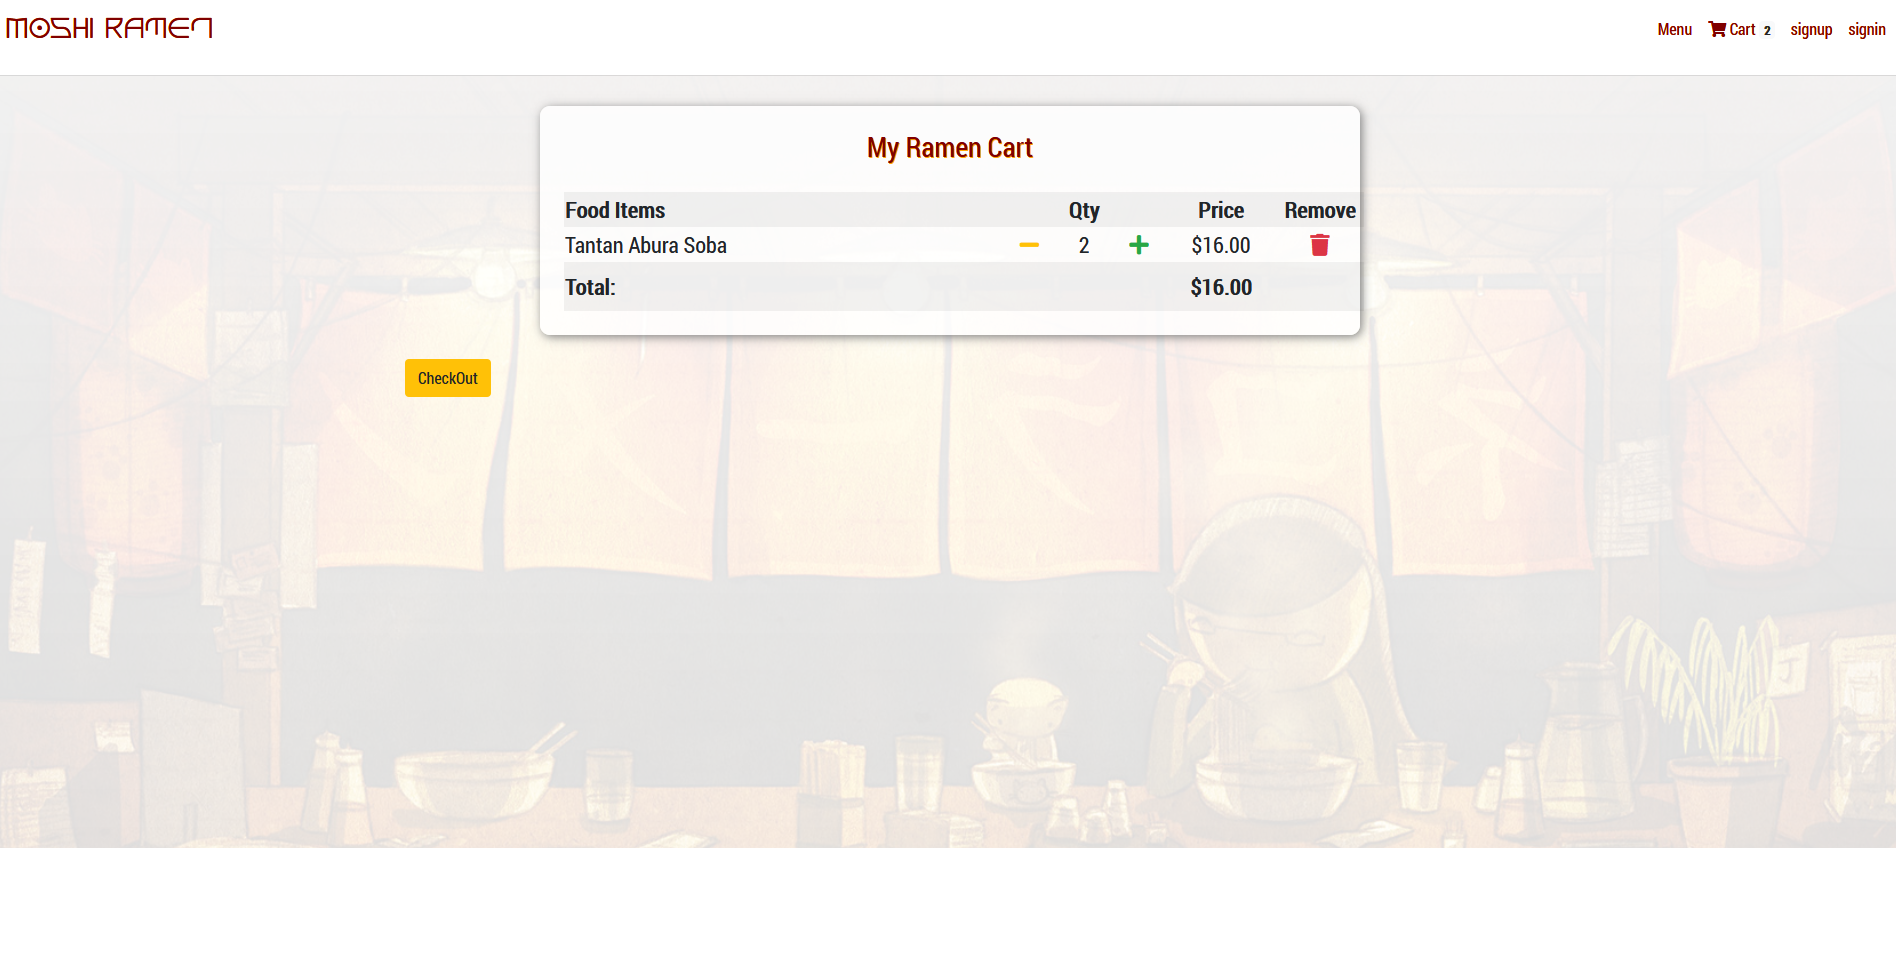 MOSHI RAMEN
Menu Cart 2 signup signin
My Ramen Cart
Food Items Qty Price Remove
Tantan Abura Soba 2 $16.00
Total: $16.00
CheckOut